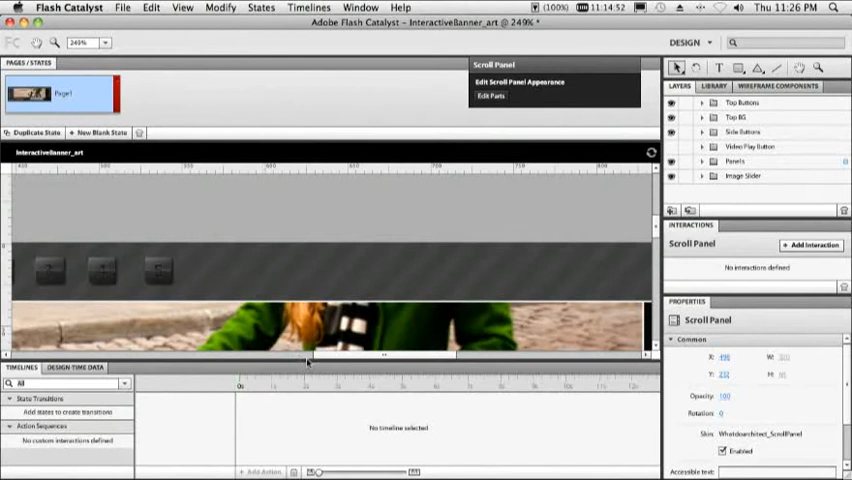 Flash Catalyst File Edit View Modify States Timelines Window Help
(100%) 11:14:52 Thu 11:26 PM
Adobe Flash Catalyst – InteractiveBanner_art @ 249% *
FC 249% DESIGN
PAGES / STATES
Page1
Duplicate State + New Blank State
Scroll Panel
Edit Scroll Panel Appearance
Edit Parts
InteractiveBanner_art
LAYERS LIBRARY WIREFRAME COMPONENTS
Top Buttons
Top BG
Side Buttons
Video Play Button
Panels
Image Slider
INTERACTIONS
Scroll Panel + Add Interaction
No interactions defined
PROPERTIES
Scroll Panel
Common
X: W:
Y: H:
Opacity: 100
Rotation: 0
Skin: Whatdoarchitect_ScrollPanel
Enabled
Accessible text:
TIMELINES DESIGN-TIME DATA
All
State Transitions
Add states to create transitions
Action Sequences
No custom interactions defined
No timeline selected
+ Add Action